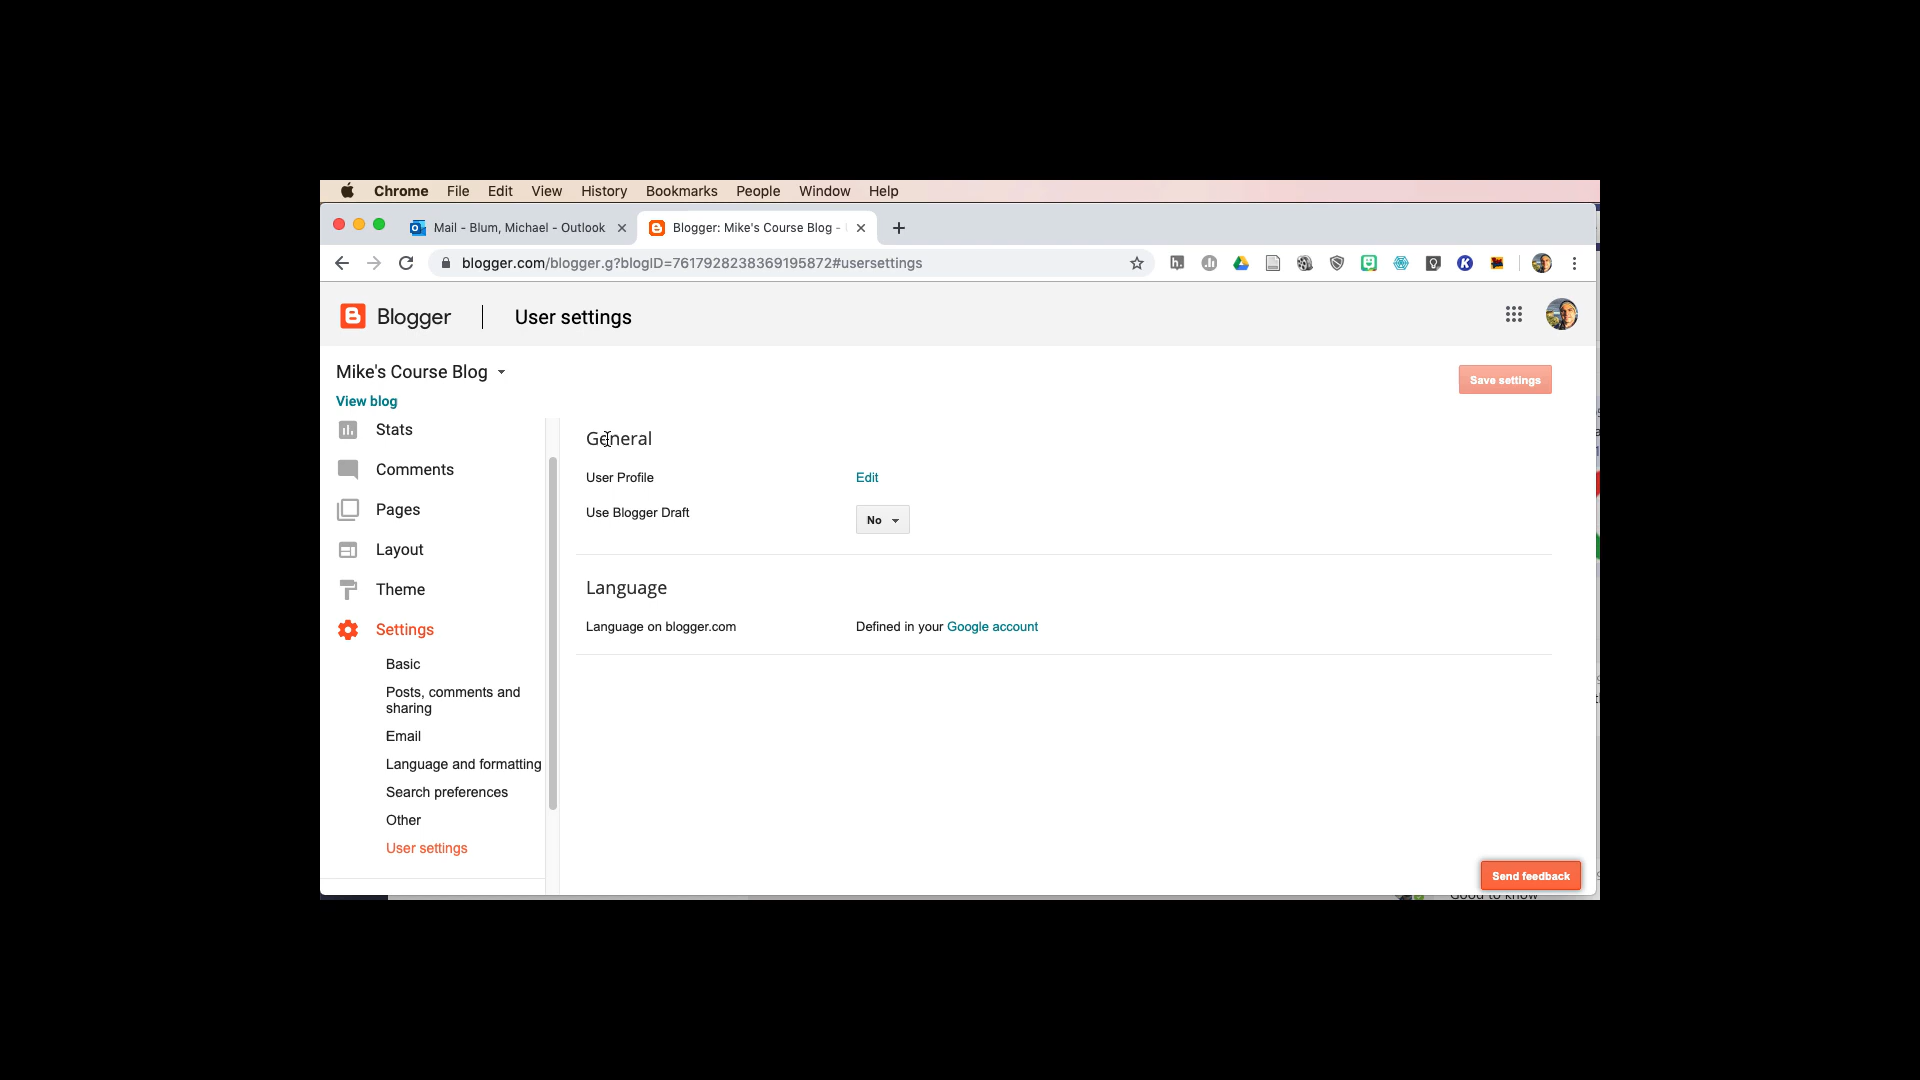 Chrome File Edit View History Bookmarks People Window Help
Mail - Blum, Michael - Outlook
Blogger: Mike's Course Blog -
blogger.com/blogger.g?blogID=7617928238369195872#usersettings
Blogger
User settings
Mike's Course Blog
Save settings
View blog
Stats
Comments
Pages
Layout
Theme
Settings
Basic
Posts, comments and
sharing
Email
Language and formatting
Search preferences
Other
User settings
General
User Profile Edit
Use Blogger Draft No
Language
Language on blogger.com Defined in your Google account
Send feedback
Good to know